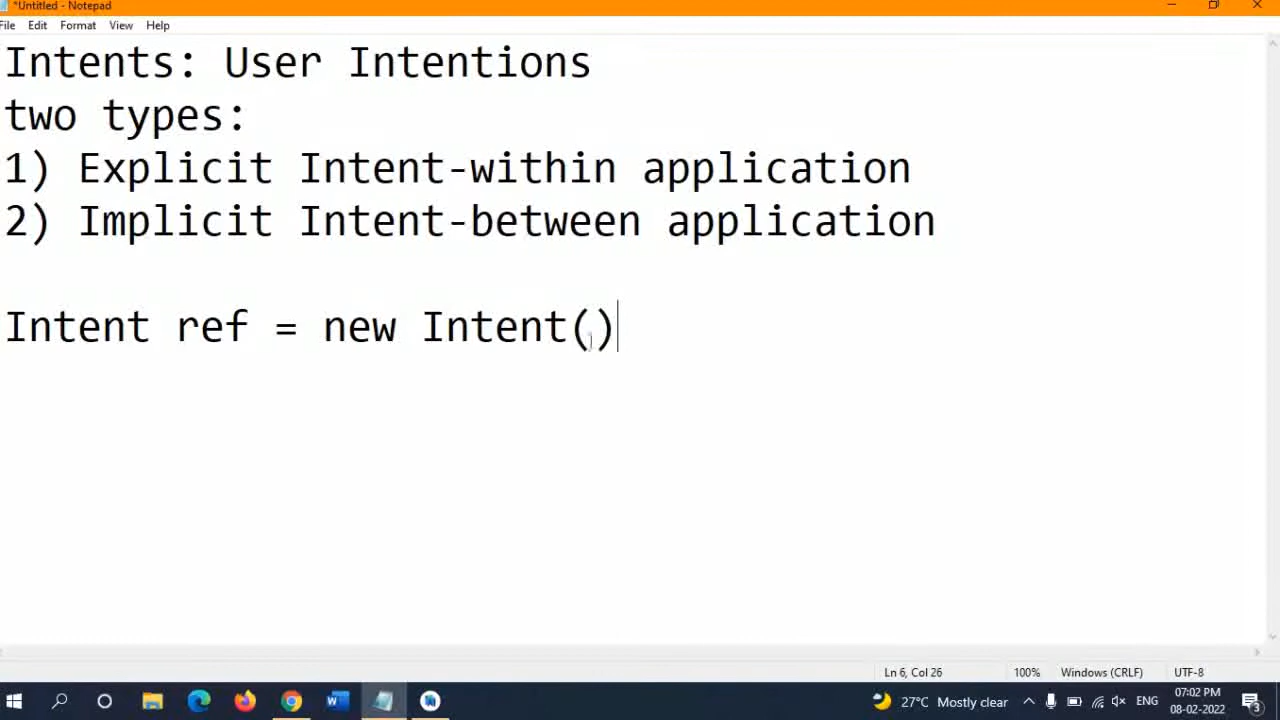 *Untitled - Notepad
File Edit Format View Help
Intents: User Intentions
two types:
1) Explicit Intent-within application
2) Implicit Intent-between application
Intent ref = new Intent()
Ln 6, Col 26 100% Windows (CRLF) UTF-8
27°C Mostly clear ENG 07:02 PM
08-02-2022 3